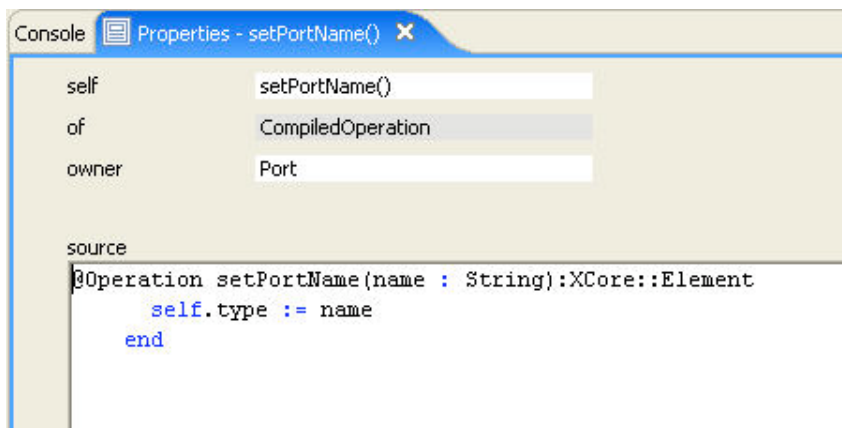 Console Properties - setPortName()
self setPortName()
of CompiledOperation
owner Port
source
@Operation setPortName(name : String):XCore::Element
self.type := name
end